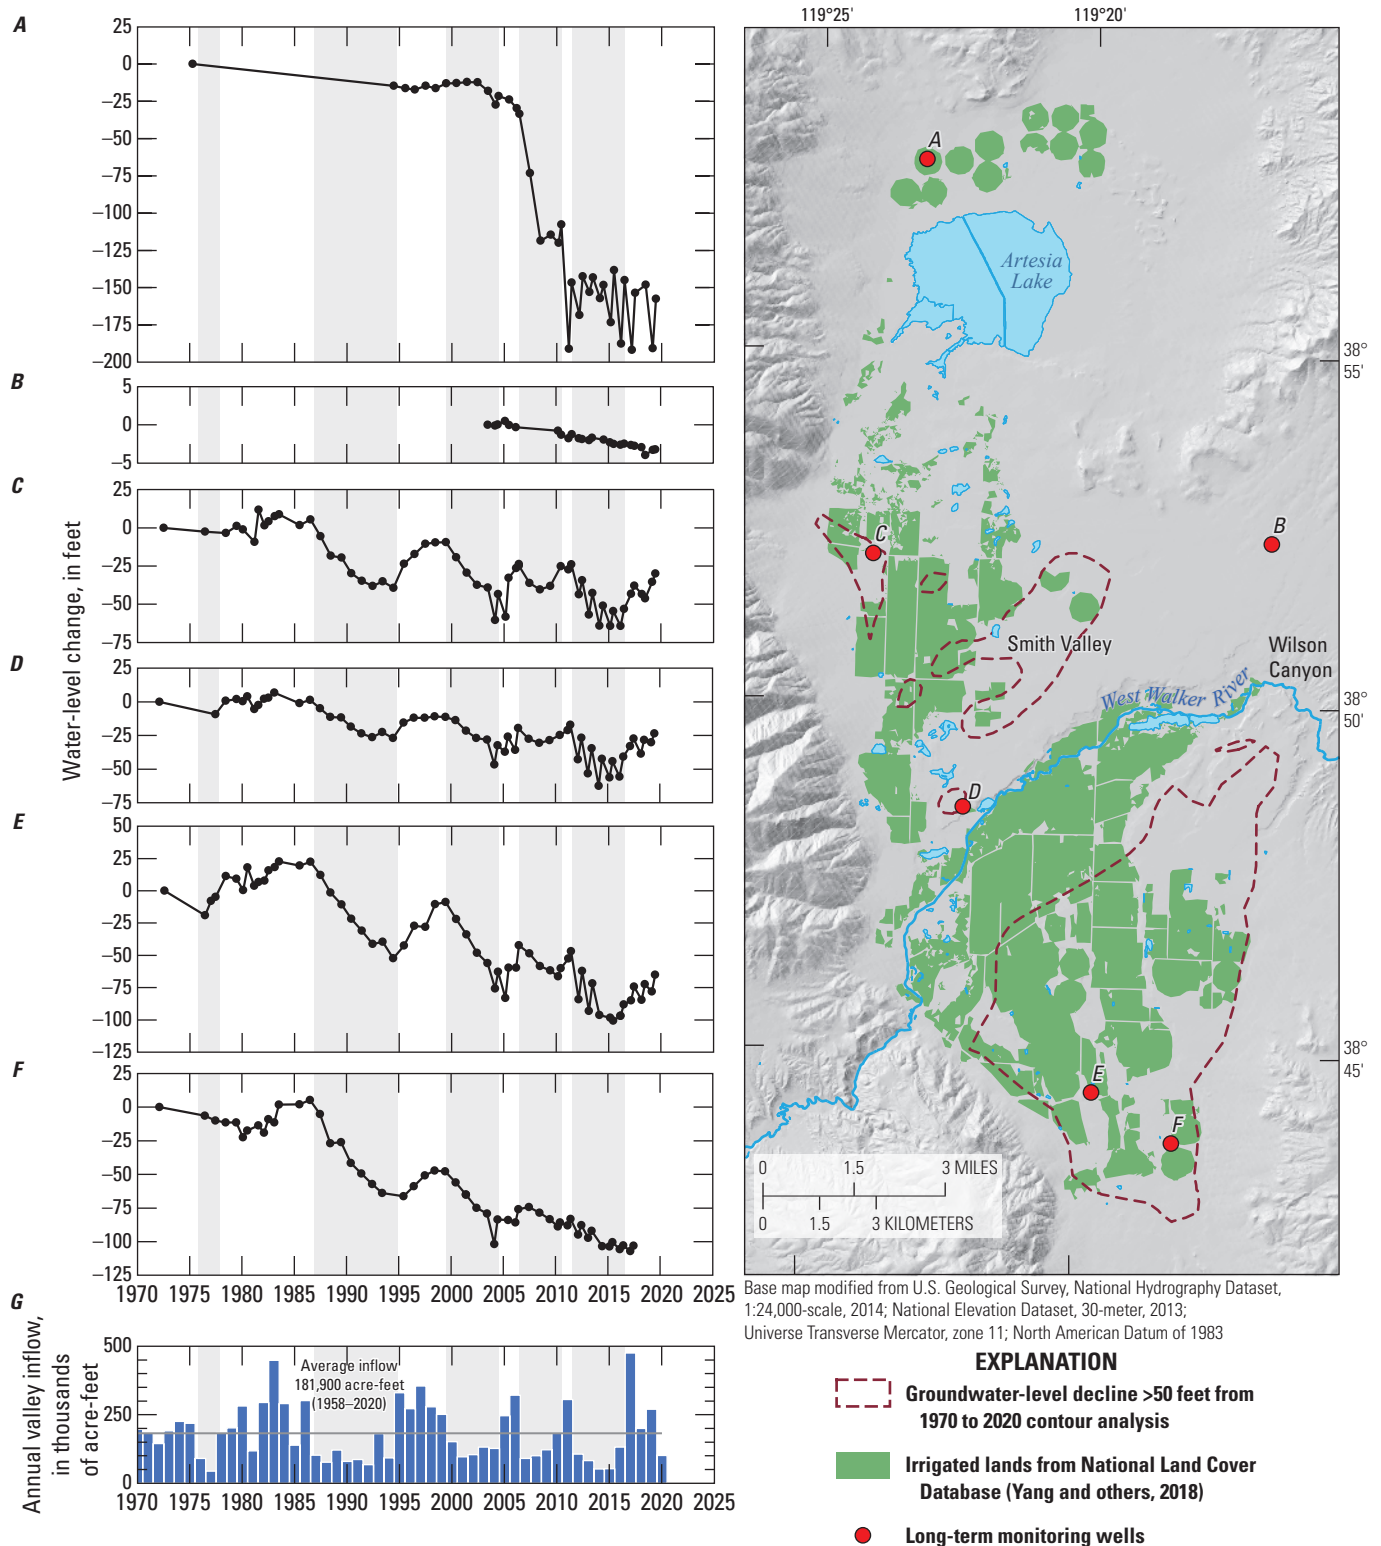 A
25
0
–25
–50
–75
–100
–125
–150
–175
–200
B
5
0
–5
C
25
0
–25
–50
–75
D
25
0
–25
–50
–75
E
50
25
0
–25
–50
–75
–100
–125
F
25
0
–25
–50
–75
–100
–125
Water-level change, in feet
1970 1975 1980 1985 1990 1995 2000 2005 2010 2015 2020 2025
G
500
250
0
Annual valley inflow,
in thousands
of acre-feet
Average inflow
181,900 acre-feet
(1958–2020)
1970 1975 1980 1985 1990 1995 2000 2005 2010 2015 2020 2025
119°25' 119°20'
A
Artesia
Lake
38°
55'
B
C
Smith Valley
Wilson
Canyon
West Walker River
38°
50'
D
38°
45'
E
F
0 1.5 3 MILES
0 1.5 3 KILOMETERS
Base map modified from U.S. Geological Survey, National Hydrography Dataset,
1:24,000-scale, 2014; National Elevation Dataset, 30-meter, 2013;
Universe Transverse Mercator, zone 11; North American Datum of 1983
EXPLANATION
Groundwater-level decline >50 feet from
1970 to 2020 contour analysis
Irrigated lands from National Land Cover
Database (Yang and others, 2018)
Long-term monitoring wells